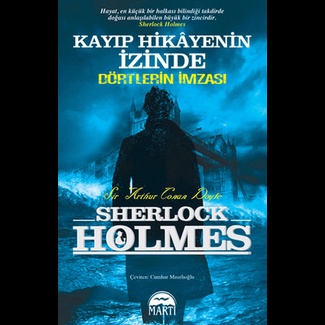 Hayat, en küçük bir halkası bilindiği takdirde
doğası anlaşılabilen büyük bir zincirdir.
Sherlock Holmes
KAYIP HİKÂYENİN
İZİNDE
DÖRTLERİN İMZASI
Sir Arthur Conan Doyle
SHERLOCK
HOLMES
Çeviren: Cumhur Mısırlıoğlu
MARTI